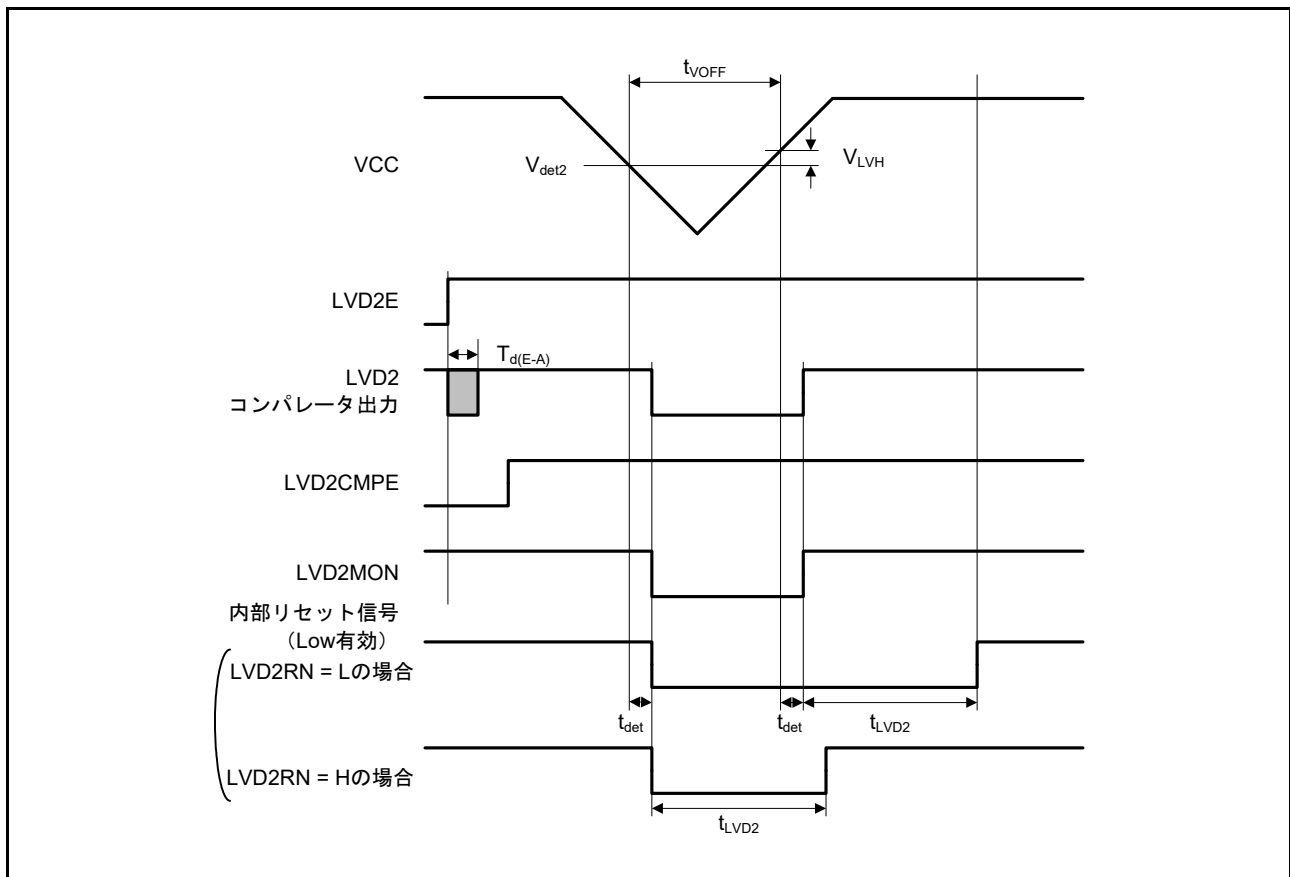 tVOFF
VCC
Vdet2
VLVH
LVD2E
Td(E-A)
LVD2
コンパレータ出力
LVD2CMPE
LVD2MON
内部リセット信号
（Low有効）
LVD2RN = Lの場合
tdet
tdet
tLVD2
LVD2RN = Hの場合
tLVD2